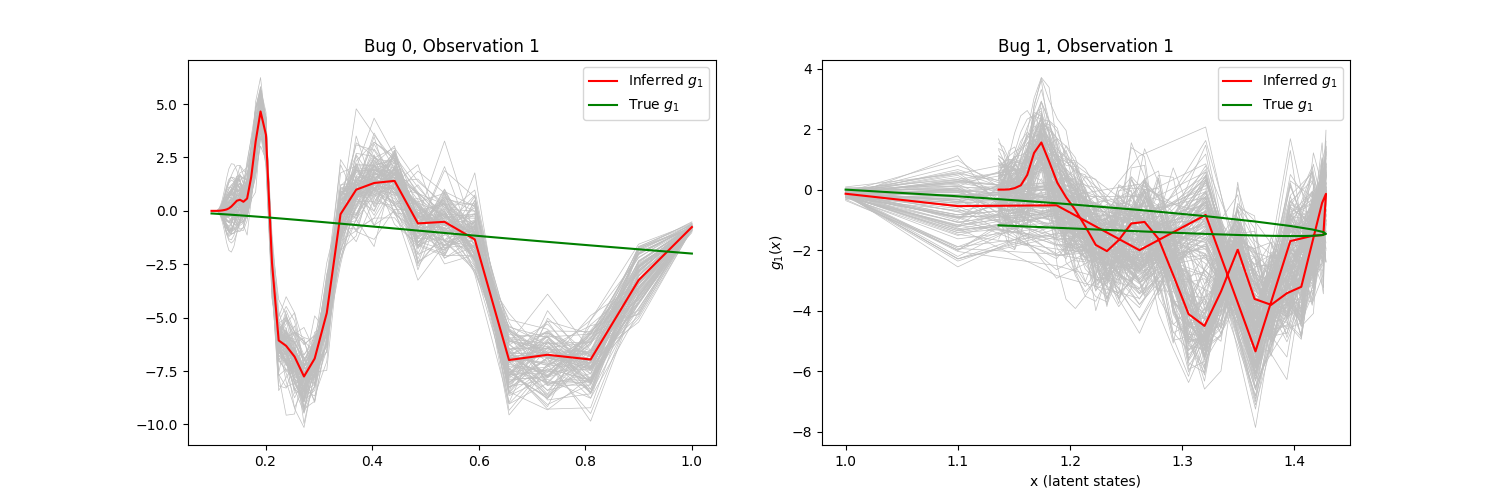 Bug 0, Observation 1
Inferred g₁
True g₁
5.0
2.5
0.0
−2.5
−5.0
−7.5
−10.0
0.2 0.4 0.6 0.8 1.0
Bug 1, Observation 1
Inferred g₁
True g₁
g₁(x)
4
2
0
−2
−4
−6
−8
1.0 1.1 1.2 1.3 1.4
x (latent states)